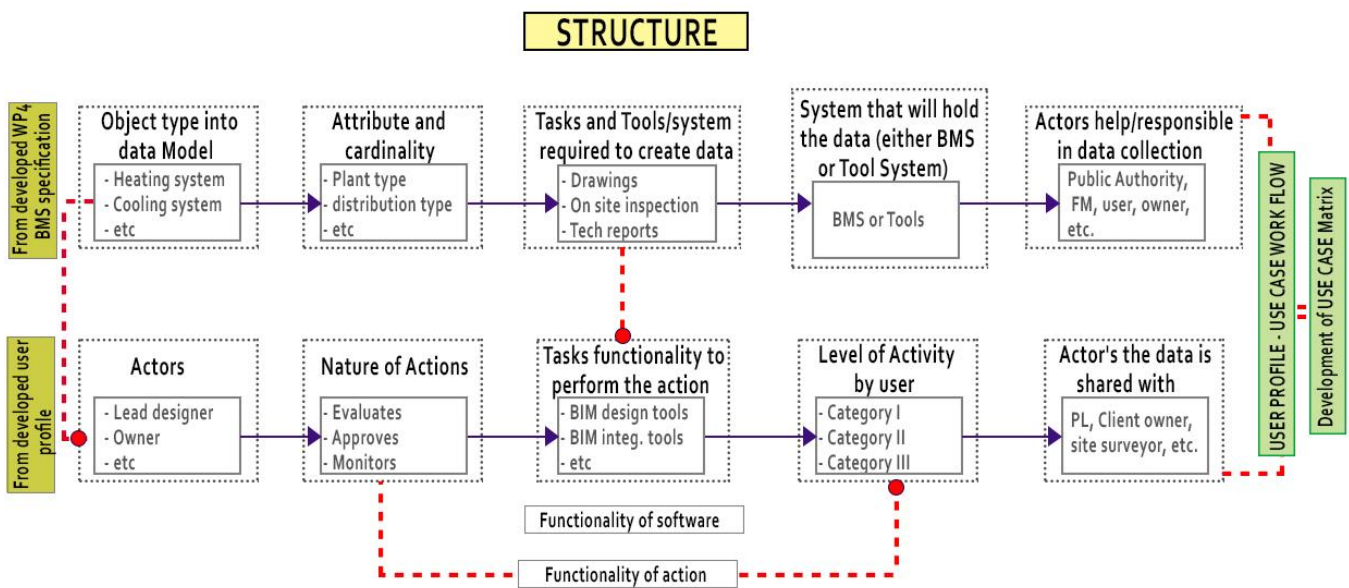 STRUCTURE
From developed WP4
BMS specification
Object type into
data Model
- Heating system
- Cooling system
- etc
Attribute and
cardinality
- Plant type
- distribution type
- etc
Tasks and Tools/system
required to create data
- Drawings
- On site inspection
- Tech reports
System that will hold
the data (either BMS
or Tool System)
BMS or Tools
Actors help/responsible
in data collection
Public Authority,
FM, user, owner,
etc.
From developed user
profile
Actors
- Lead designer
- Owner
- etc
Nature of Actions
- Evaluates
- Approves
- Monitors
Tasks functionality to
perform the action
- BIM design tools
- BIM integ. tools
- etc
Level of Activity
by user
- Category I
- Category II
- Category III
Actor's the data is
shared with
PL, Client owner,
site surveyor, etc.
USER PROFILE - USE CASE WORK FLOW
Development of USE CASE Matrix
Functionality of software
Functionality of action